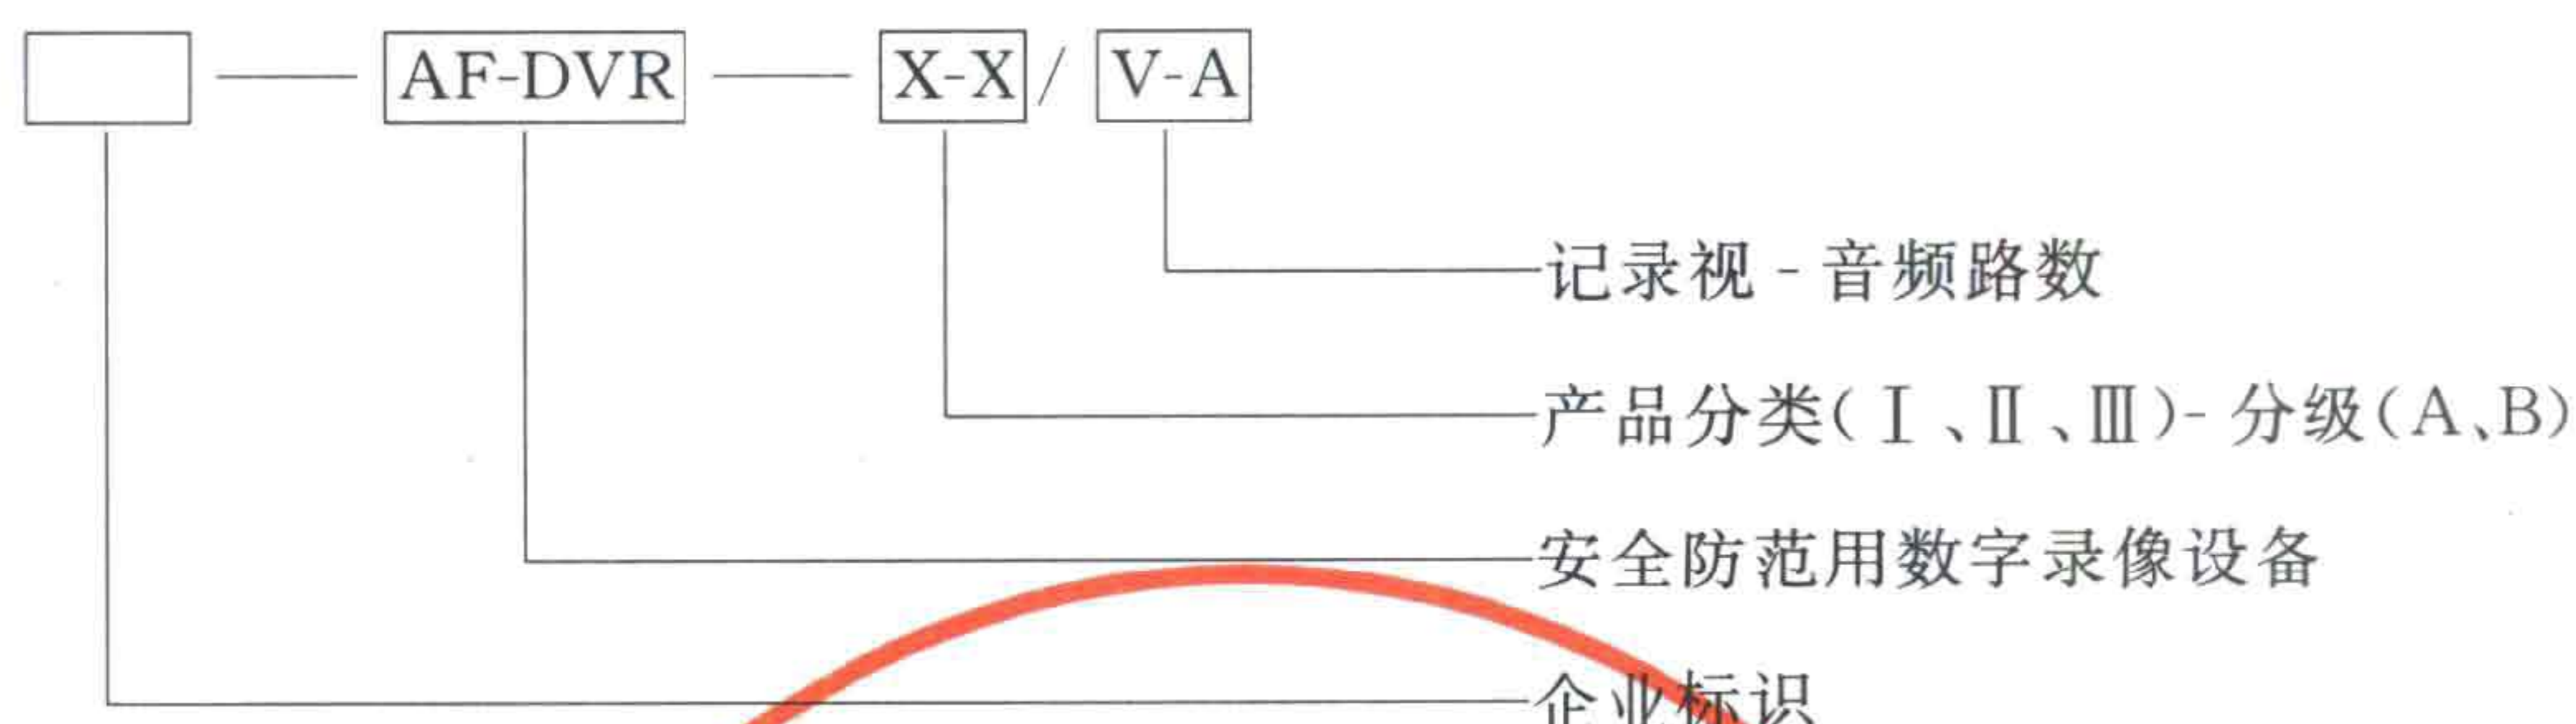 AF-DVR — X-X / V-A
记录视-音频路数
产品分类(Ⅰ、Ⅱ、Ⅲ)-分级(A、B)
安全防范用数字录像设备
企业标识